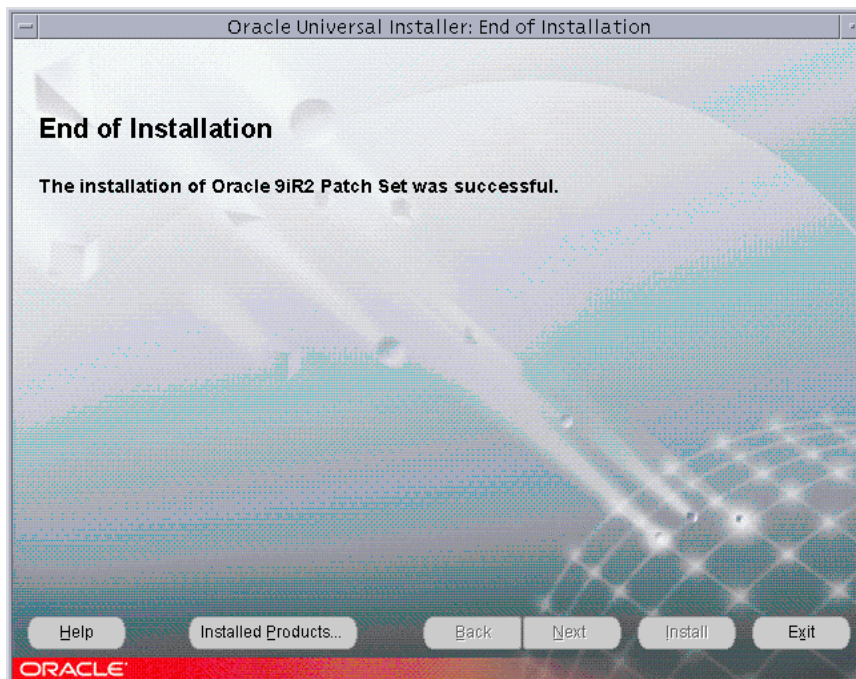 Oracle Universal Installer: End of Installation
End of Installation
The installation of Oracle 9iR2 Patch Set was successful.
Help Installed Products... Back Next Install Exit
ORACLE